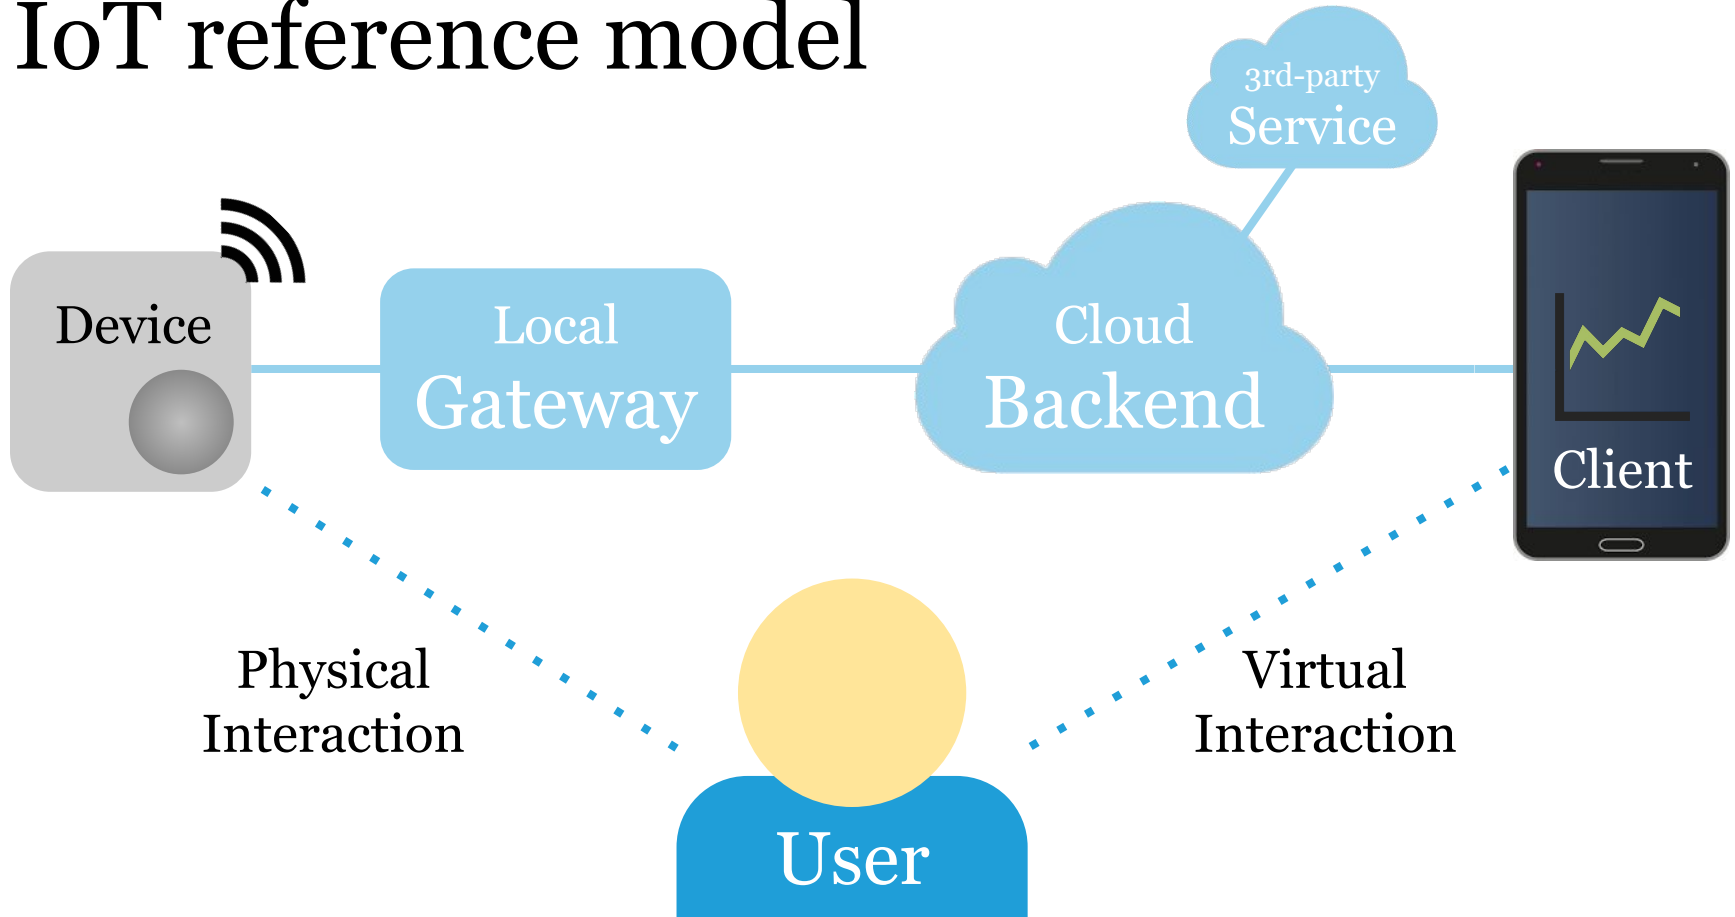 IoT reference model
3rd-party
Service
Device
Local
Gateway
Cloud
Backend
Client
Physical
Interaction
Virtual
Interaction
User